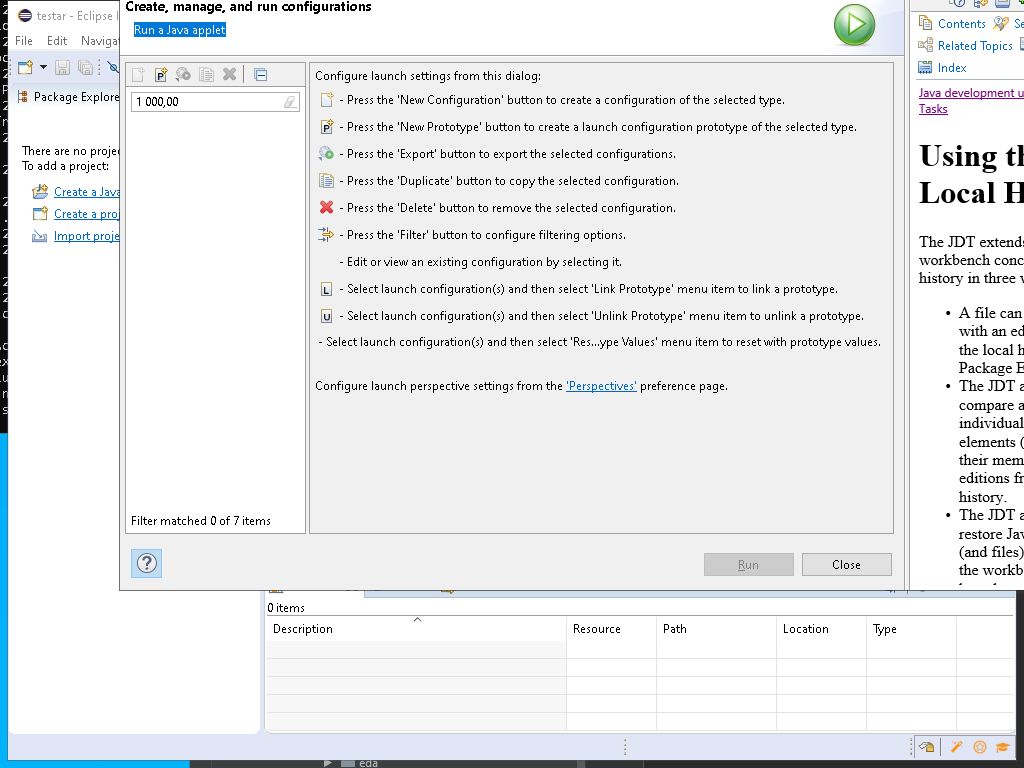 Create, manage, and run configurations
testar - Eclipse I
Run a Java applet
File Edit Naviga
Contents
Related Topics
Index
Package Explore
Configure launch settings from this dialog:
1 000,00
- Press the 'New Configuration' button to create a configuration of the selected type.
- Press the 'New Prototype' button to create a launch configuration prototype of the selected type.
- Press the 'Export' button to export the selected configurations.
- Press the 'Duplicate' button to copy the selected configuration.
- Press the 'Delete' button to remove the selected configuration.
- Press the 'Filter' button to configure filtering options.
- Edit or view an existing configuration by selecting it.
L - Select launch configuration(s) and then select 'Link Prototype' menu item to link a prototype.
U - Select launch configuration(s) and then select 'Unlink Prototype' menu item to unlink a prototype.
- Select launch configuration(s) and then select 'Res...ype Values' menu item to reset with prototype values.
Configure launch perspective settings from the 'Perspectives' preference page.
There are no projec
To add a project:
Create a Java
Create a proj
Import proje
Filter matched 0 of 7 items
Run Close
Java development u
Tasks
Using th
Local H
The JDT extends
workbench conc
history in three w
• A file can
with an ed
the local h
Package E
• The JDT a
compare a
individual
elements (
their mem
editions fr
history.
• The JDT a
restore Jav
(and files)
the workb
0 items
Description Resource Path Location Type
eda